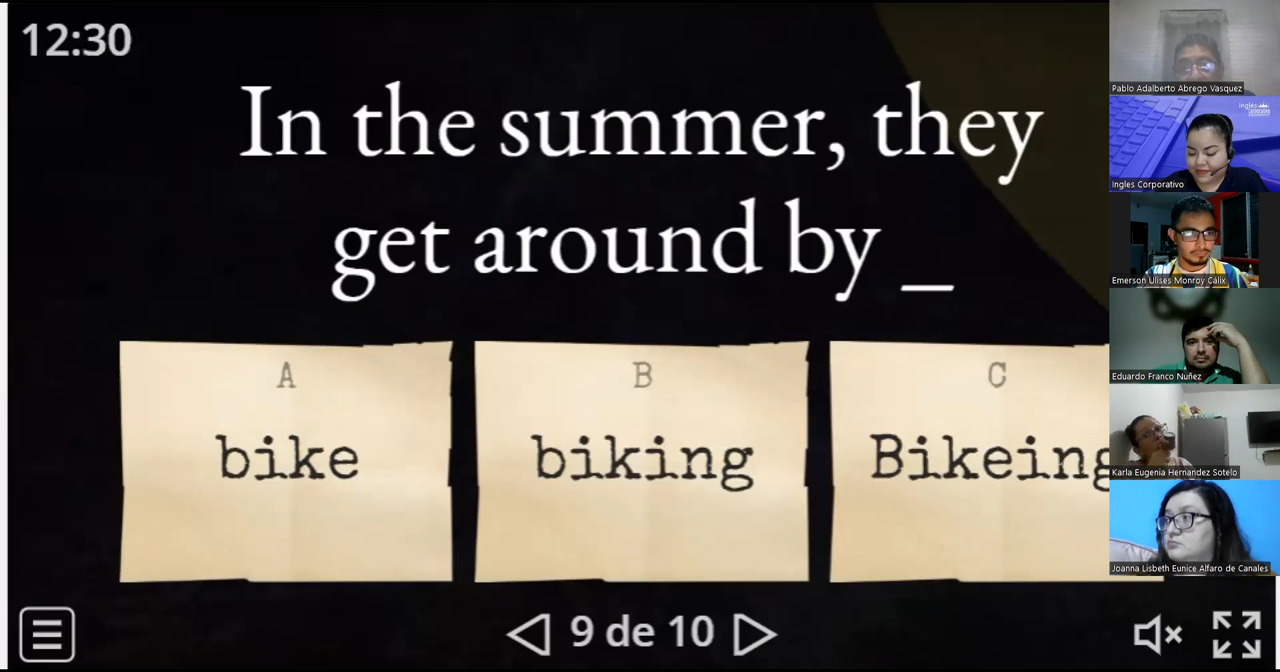 12:30
In the summer, they
get around by _
A
bike
B
biking
C
Bikeing
9 de 10
Pablo Adalberto Abrego Vasquez
Ingles Corporativo
Emerson Ulises Monroy Calix
Eduardo Franco Nuñez
Karla Eugenia Hernandez Sotelo
Joanna Lisbeth Eunice Alfaro de Canales